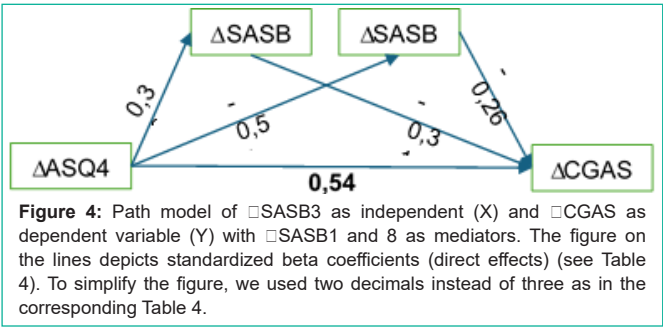 ΔSASB ΔSASB
0,3
-
0,5
-
0,3
-
0,26
-
ΔASQ4
0,54
ΔCGAS
Figure 4: Path model of □SASB3 as independent (X) and □CGAS as
dependent variable (Y) with □SASB1 and 8 as mediators. The figure on
the lines depicts standardized beta coefficients (direct effects) (see Table
4). To simplify the figure, we used two decimals instead of three as in the
corresponding Table 4.